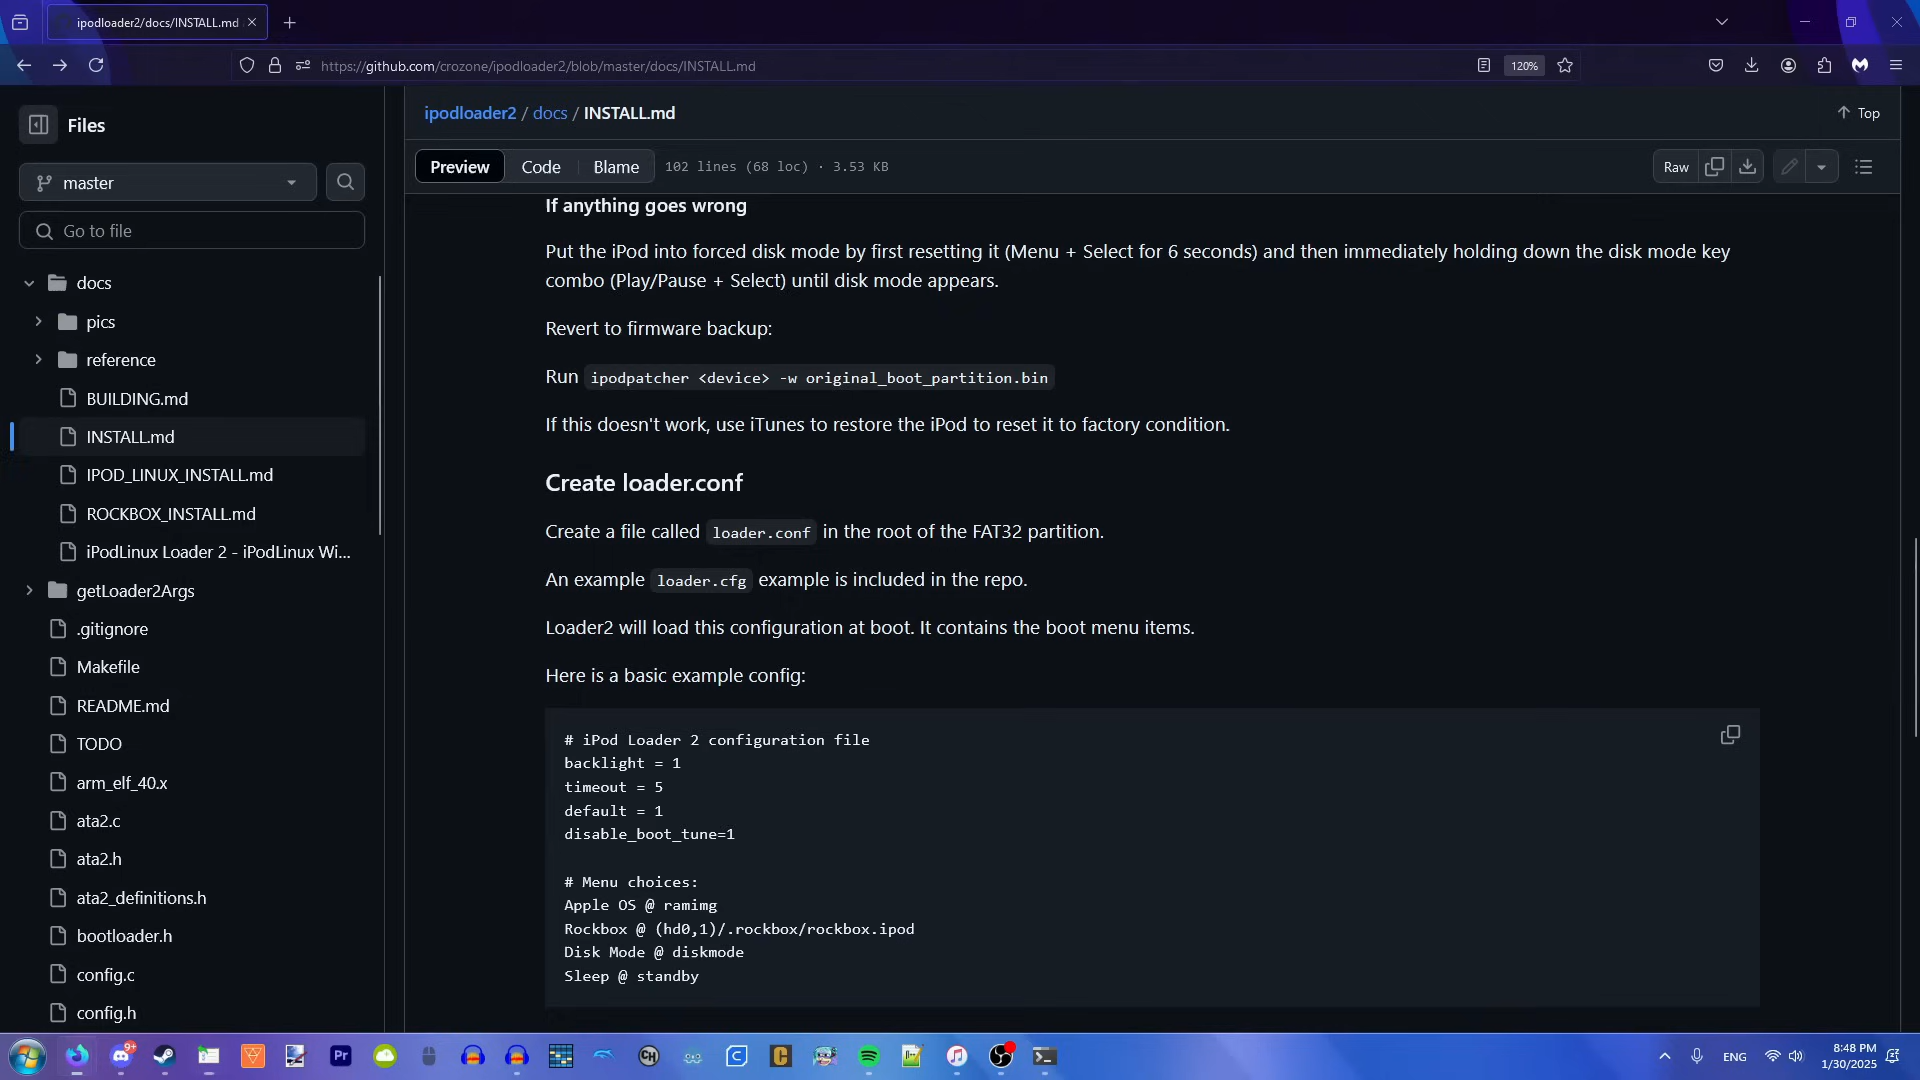 ipodloader2/docs/INSTALL.md
https://github.com/crozone/ipodloader2/blob/master/docs/INSTALL.md
120%
Files
ipodloader2 / docs / INSTALL.md
Top
master
Preview
Code
Blame
102 lines (68 loc) · 3.53 KB
Raw
Go to file
docs
pics
reference
BUILDING.md
INSTALL.md
IPOD_LINUX_INSTALL.md
ROCKBOX_INSTALL.md
iPodLinux Loader 2 - iPodLinux Wi...
getLoader2Args
.gitignore
Makefile
README.md
TODO
arm_elf_40.x
ata2.c
ata2.h
ata2_definitions.h
bootloader.h
config.c
config.h
If anything goes wrong
Put the iPod into forced disk mode by first resetting it (Menu + Select for 6 seconds) and then immediately holding down the disk mode key
combo (Play/Pause + Select) until disk mode appears.
Revert to firmware backup:
Run ipodpatcher <device> -w original_boot_partition.bin
If this doesn't work, use iTunes to restore the iPod to reset it to factory condition.
Create loader.conf
Create a file called loader.conf in the root of the FAT32 partition.
An example loader.cfg example is included in the repo.
Loader2 will load this configuration at boot. It contains the boot menu items.
Here is a basic example config:
# iPod Loader 2 configuration file
backlight = 1
timeout = 5
default = 1
disable_boot_tune=1
# Menu choices:
Apple OS @ ramimg
Rockbox @ (hd0,1)/.rockbox/rockbox.ipod
Disk Mode @ diskmode
Sleep @ standby
9+
Pr
CH
C
C
ENG
8:48 PM
1/30/2025